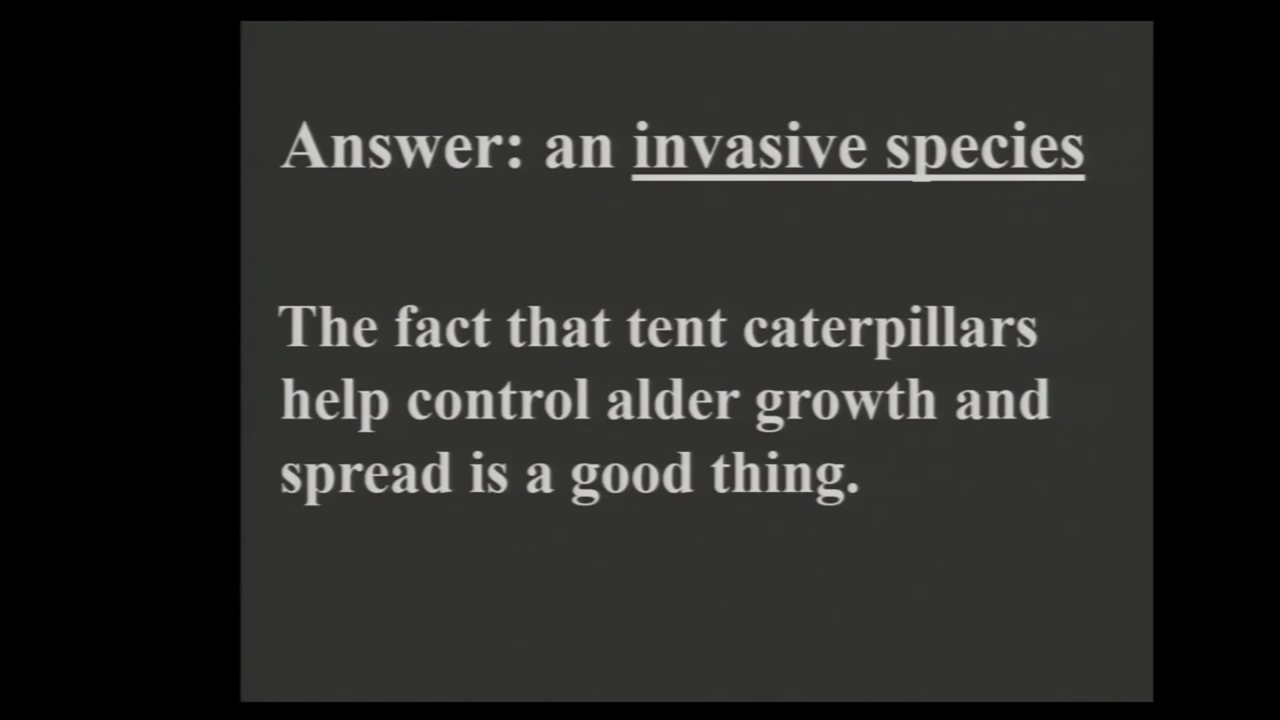 Answer: an invasive species
The fact that tent caterpillars
help control alder growth and
spread is a good thing.